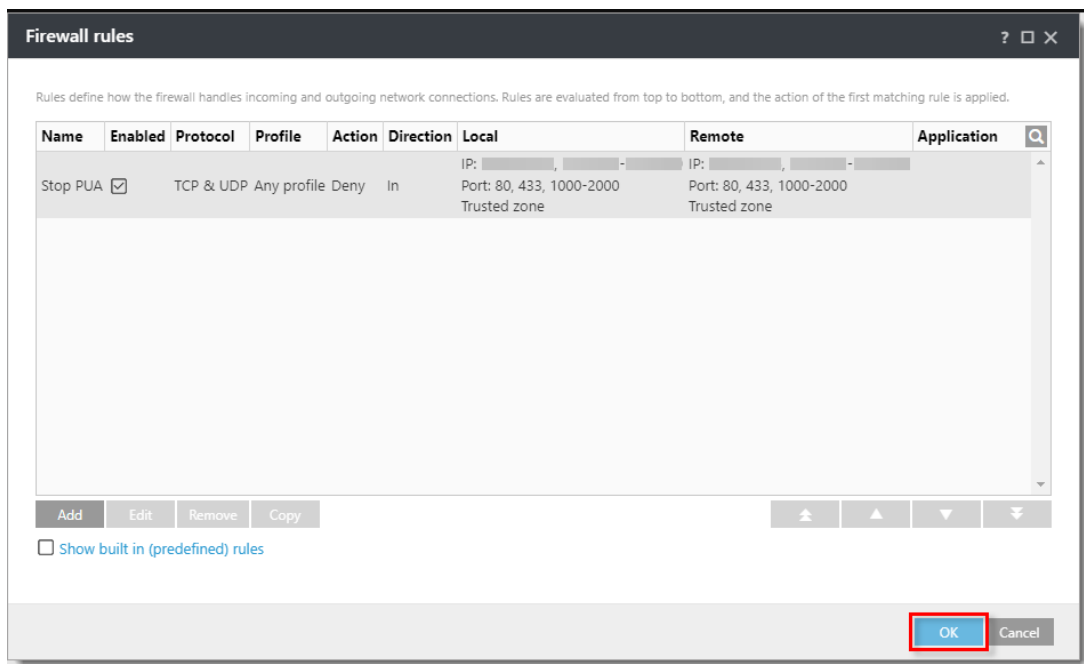 Firewall rules
?
Rules define how the firewall handles incoming and outgoing network connections. Rules are evaluated from top to bottom, and the action of the first matching rule is applied.
Name Enabled Protocol Profile Action Direction Local Remote Application
IP: , - IP: , -
Stop PUA TCP & UDP Any profile Deny In Port: 80, 433, 1000-2000 Port: 80, 433, 1000-2000
Trusted zone Trusted zone
Add Edit Remove Copy
Show built in (predefined) rules
OK Cancel